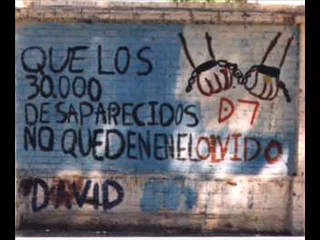 QUE LOS
30.000
DESAPARECIDOS D7
NO QUEDEN EN EL OLVIDO
DAVID